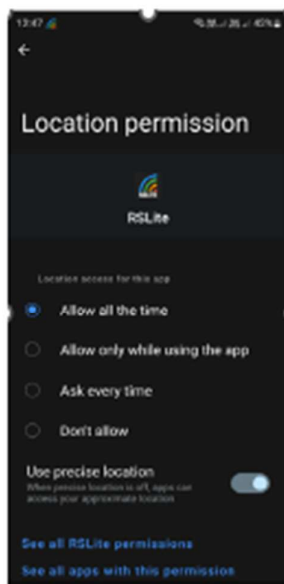 12:47
45%
Location permission
RSLite
Location access for this app
Allow all the time
Allow only while using the app
Ask every time
Don't allow
Use precise location
When precise location is off, apps can
access your approximate location
See all RSLite permissions
See all apps with this permission